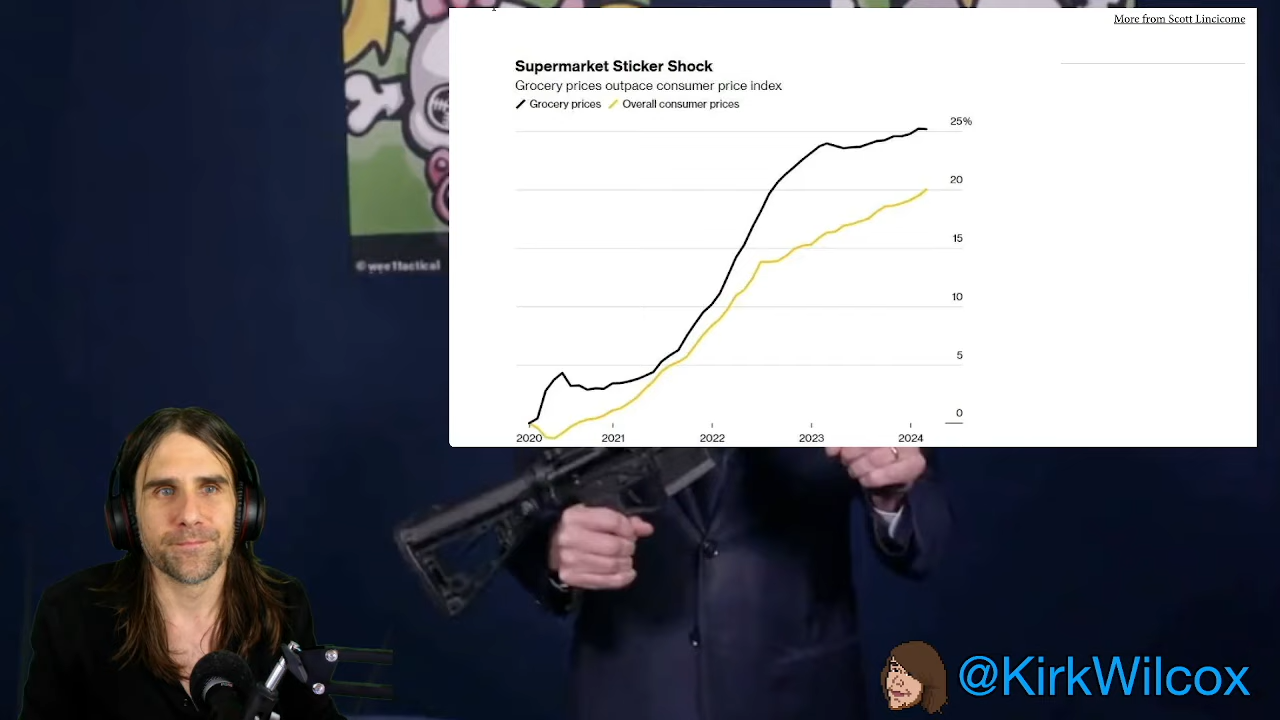 More from Scott Lincicome
Supermarket Sticker Shock
Grocery prices outpace consumer price index
Grocery prices Overall consumer prices
25%
20
15
10
5
0
2020 2021 2022 2023 2024
©wee1tactical
@KirkWilcox